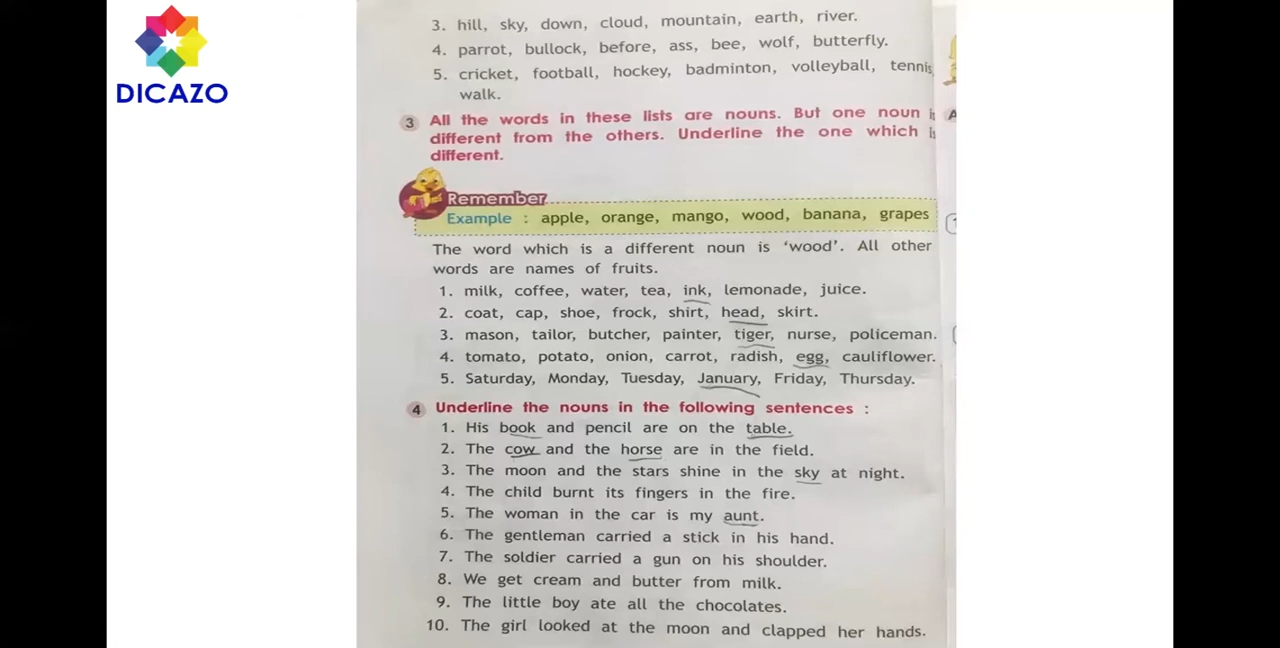 DICAZO
3. hill, sky, down, cloud, mountain, earth, river.
4. parrot, bullock, before, ass, bee, wolf, butterfly.
5. cricket, football, hockey, badminton, volleyball, tennis
walk.
3 All the words in these lists are nouns. But one noun is
different from the others. Underline the one which is
different.
Remember
Example : apple, orange, mango, wood, banana, grapes
The word which is a different noun is ‘wood’. All other
words are names of fruits.
1. milk, coffee, water, tea, ink, lemonade, juice.
2. coat, cap, shoe, frock, shirt, head, skirt.
3. mason, tailor, butcher, painter, tiger, nurse, policeman.
4. tomato, potato, onion, carrot, radish, egg, cauliflower.
5. Saturday, Monday, Tuesday, January, Friday, Thursday.
4 Underline the nouns in the following sentences :
1. His book and pencil are on the table.
2. The cow and the horse are in the field.
3. The moon and the stars shine in the sky at night.
4. The child burnt its fingers in the fire.
5. The woman in the car is my aunt.
6. The gentleman carried a stick in his hand.
7. The soldier carried a gun on his shoulder.
8. We get cream and butter from milk.
9. The little boy ate all the chocolates.
10. The girl looked at the moon and clapped her hands.